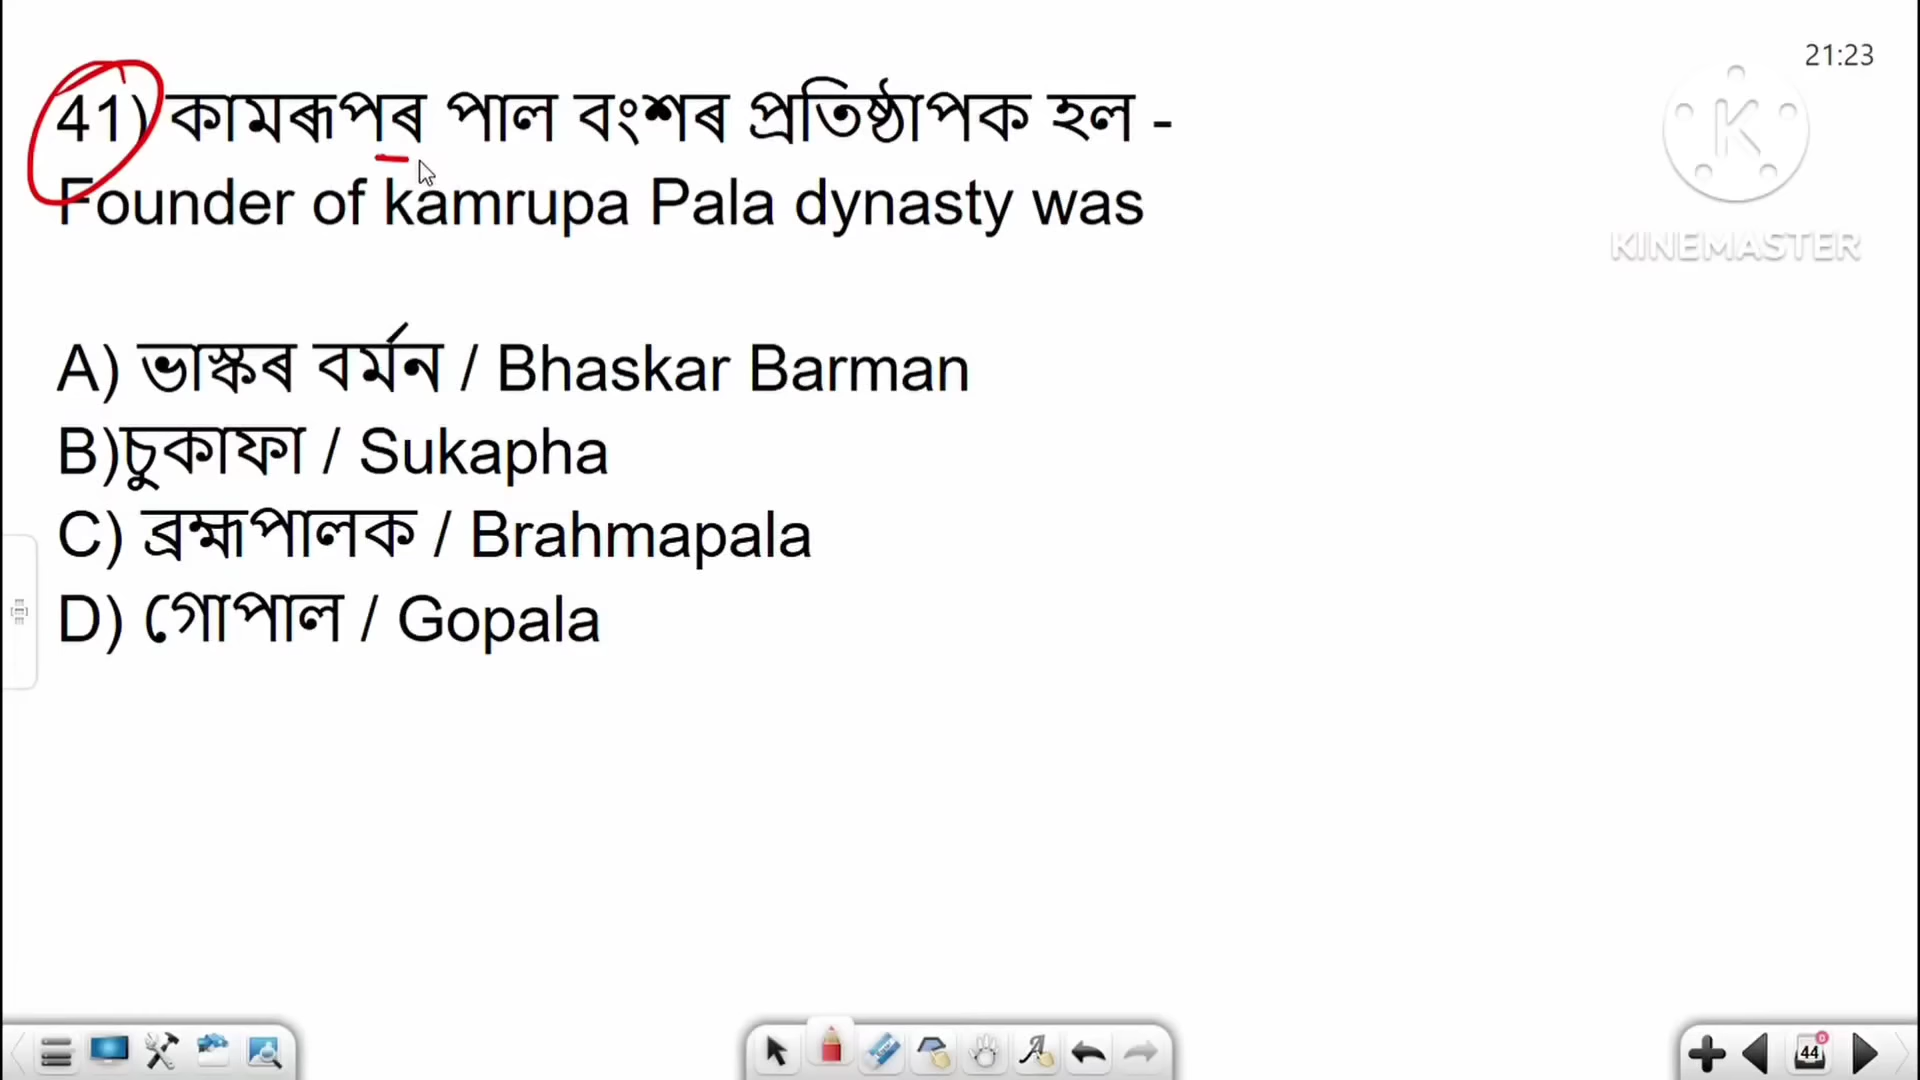 21:23
41) কামৰূপৰ পাল বংশৰ প্ৰতিষ্ঠাপক হল -
Founder of kamrupa Pala dynasty was
KINEMASTER
A) ভাস্কৰ বৰ্মন / Bhaskar Barman
B)চুকাফা / Sukapha
C) ব্ৰহ্মপালক / Brahmapala
D) গোপাল / Gopala
44